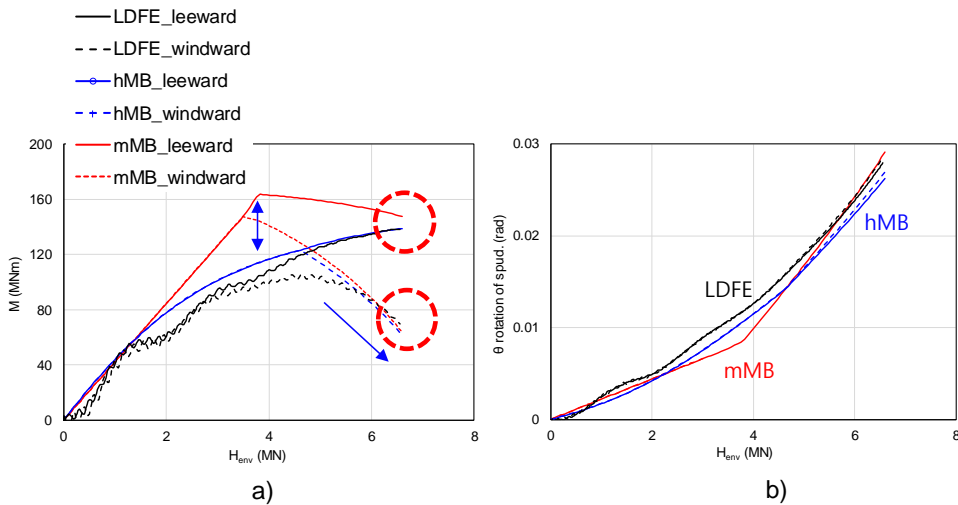 LDFE_leeward
LDFE_windward
hMB_leeward
hMB_windward
mMB_leeward
mMB_windward
200
160
120
80
40
0
M (MNm)
0 2 4 6 8
H_env (MN)
a)
0.03
0.02
0.01
0
θ rotation of spud. (rad)
LDFE
hMB
mMB
0 2 4 6 8
H_env (MN)
b)